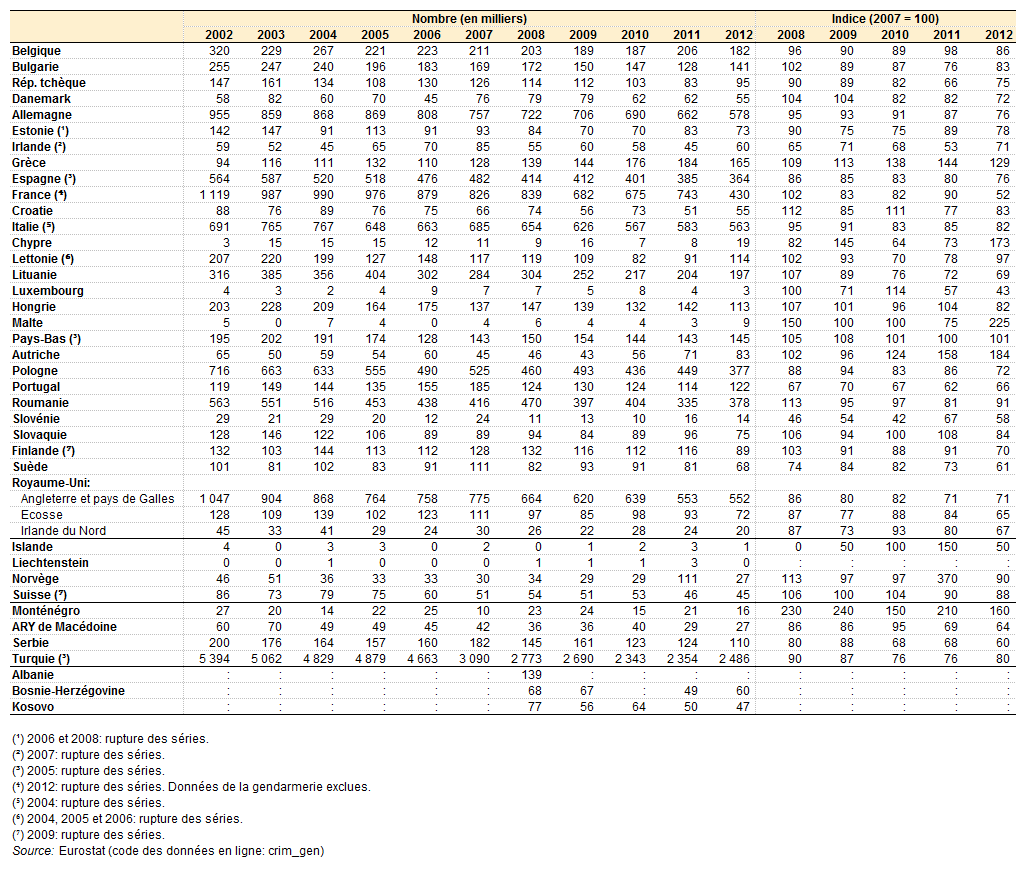 Nombre (en milliers) Indice (2007 = 100)
2002 2003 2004 2005 2006 2007 2008 2009 2010 2011 2012 2008 2009 2010 2011 2012
Belgique 320 229 267 221 223 211 203 189 187 206 182 96 90 89 98 86
Bulgarie 255 247 240 196 183 169 172 150 147 128 141 102 89 87 76 83
Rép. tchèque 147 161 134 108 130 126 114 112 103 83 95 90 89 82 66 75
Danemark 58 82 60 70 45 76 79 79 62 62 55 104 104 82 82 72
Allemagne 955 859 868 869 808 757 722 706 690 662 578 95 93 91 87 76
Estonie (¹) 142 147 91 113 91 93 84 70 70 83 73 90 75 75 89 78
Irlande (²) 59 52 45 65 70 85 55 60 58 45 60 65 71 68 53 71
Grèce 94 116 111 132 110 128 139 144 176 184 165 109 113 138 144 129
Espagne (³) 564 587 520 518 476 482 414 412 401 385 364 86 85 83 80 76
France (⁴) 1 119 987 990 976 879 826 839 682 675 743 430 102 83 82 90 52
Croatie 88 76 89 76 75 66 74 56 73 51 55 112 85 111 77 83
Italie (⁵) 691 765 767 648 663 685 654 626 567 583 563 95 91 83 85 82
Chypre 3 15 15 15 12 11 9 16 7 8 19 82 145 64 73 173
Lettonie (⁶) 207 220 199 127 148 117 119 109 82 91 114 102 93 70 78 97
Lituanie 316 385 356 404 302 284 304 252 217 204 197 107 89 76 72 69
Luxembourg 4 3 2 4 9 7 7 5 8 4 3 100 71 114 57 43
Hongrie 203 228 209 164 175 137 147 139 132 142 113 107 101 96 104 82
Malte 5 0 7 4 0 4 6 4 4 3 9 150 100 100 75 225
Pays-Bas (³) 195 202 191 174 128 143 150 154 144 143 145 105 108 101 100 101
Autriche 65 50 59 54 60 45 46 43 56 71 83 102 96 124 158 184
Pologne 716 663 633 555 490 525 460 493 436 449 377 88 94 83 86 72
Portugal 119 149 144 135 155 185 124 130 124 114 122 67 70 67 62 66
Roumanie 563 551 516 453 438 416 470 397 404 335 378 113 95 97 81 91
Slovénie 29 21 29 20 12 24 11 13 10 16 14 46 54 42 67 58
Slovaquie 128 146 122 106 89 89 94 84 89 96 75 106 94 100 108 84
Finlande (⁷) 132 103 144 113 112 128 132 116 112 116 89 103 91 88 91 70
Suède 101 81 102 83 91 111 82 93 91 81 68 74 84 82 73 61
Royaume-Uni:
Angleterre et pays de Galles 1 047 904 868 764 758 775 664 620 639 553 552 86 80 82 71 71
Ecosse 128 109 139 102 123 111 97 85 98 93 72 87 77 88 84 65
Irlande du Nord 45 33 41 29 24 30 26 22 28 24 20 87 73 93 80 67
Islande 4 0 3 3 0 2 0 1 2 3 1 0 50 100 150 50
Liechtenstein 0 0 1 0 0 0 1 1 1 3 0 : : : : :
Norvège 46 51 36 33 33 30 34 29 29 111 27 113 97 97 370 90
Suisse (⁷) 86 73 79 75 60 51 54 51 53 46 45 106 100 104 90 88
Monténégro 27 20 14 22 25 10 23 24 15 21 16 230 240 150 210 160
ARY de Macédoine 60 70 49 49 45 42 36 36 40 29 27 86 86 95 69 64
Serbie 200 176 164 157 160 182 145 161 123 124 110 80 88 68 68 60
Turquie (³) 5 394 5 062 4 829 4 879 4 663 3 090 2 773 2 690 2 343 2 354 2 486 90 87 76 76 80
Albanie : : : : : : 139 : : : : : : : : :
Bosnie-Herzégovine : : : : : : 68 67 : 49 60 : : : : :
Kosovo : : : : : : 77 56 64 50 47 : : : : :
(¹) 2006 et 2008: rupture des séries.
(²) 2007: rupture des séries.
(³) 2005: rupture des séries.
(⁴) 2012: rupture des séries. Données de la gendarmerie exclues.
(⁵) 2004: rupture des séries.
(⁶) 2004, 2005 et 2006: rupture des séries.
(⁷) 2009: rupture des séries.
Source: Eurostat (code des données en ligne: crim_gen)